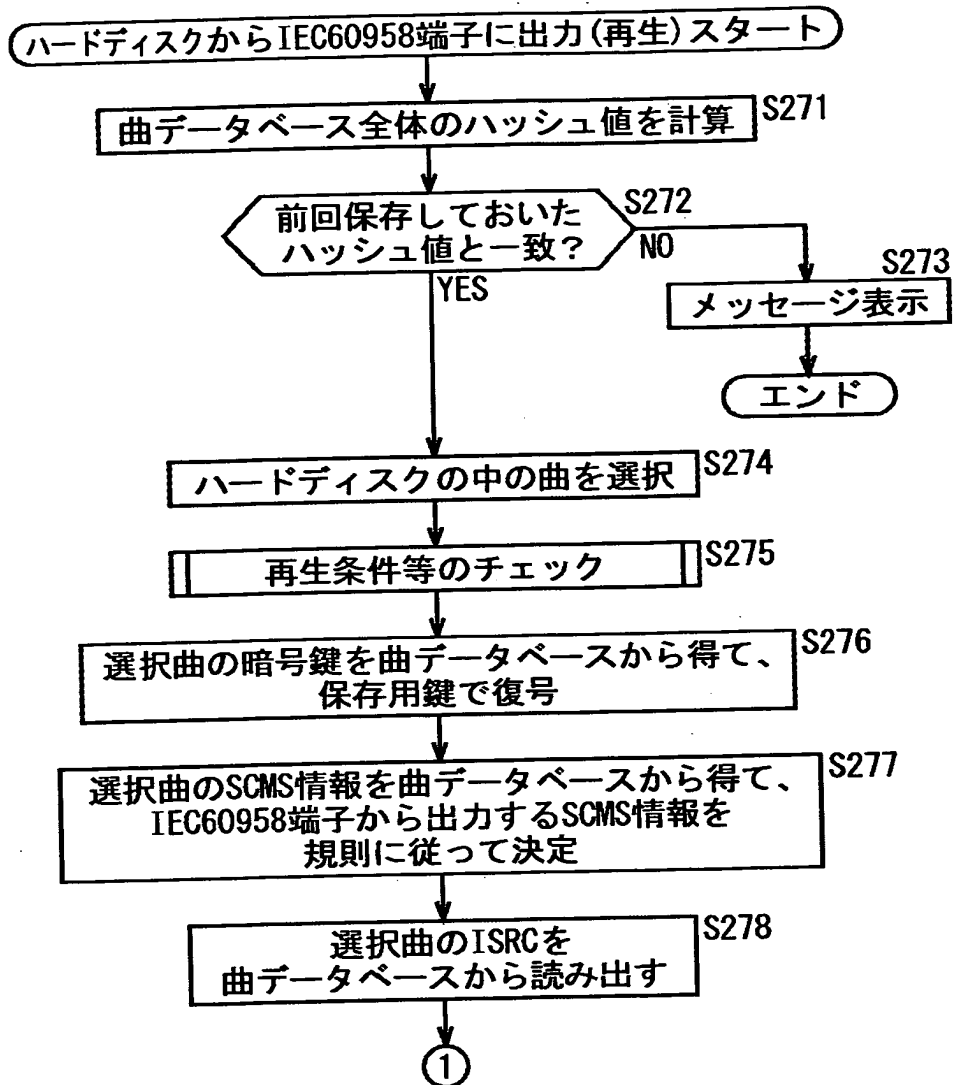 ハードディスクからIEC60958端子に出力(再生)スタート
曲データベース全体のハッシュ値を計算
S271
前回保存しておいた
ハッシュ値と一致?
S272
NO
YES
S273
メッセージ表示
エンド
ハードディスクの中の曲を選択
S274
再生条件等のチェック
S275
選択曲の暗号鍵を曲データベースから得て、
保存用鍵で復号
S276
選択曲のSCMS情報を曲データベースから得て、
IEC60958端子から出力するSCMS情報を
規則に従って決定
S277
選択曲のISRCを
曲データベースから読み出す
S278
1